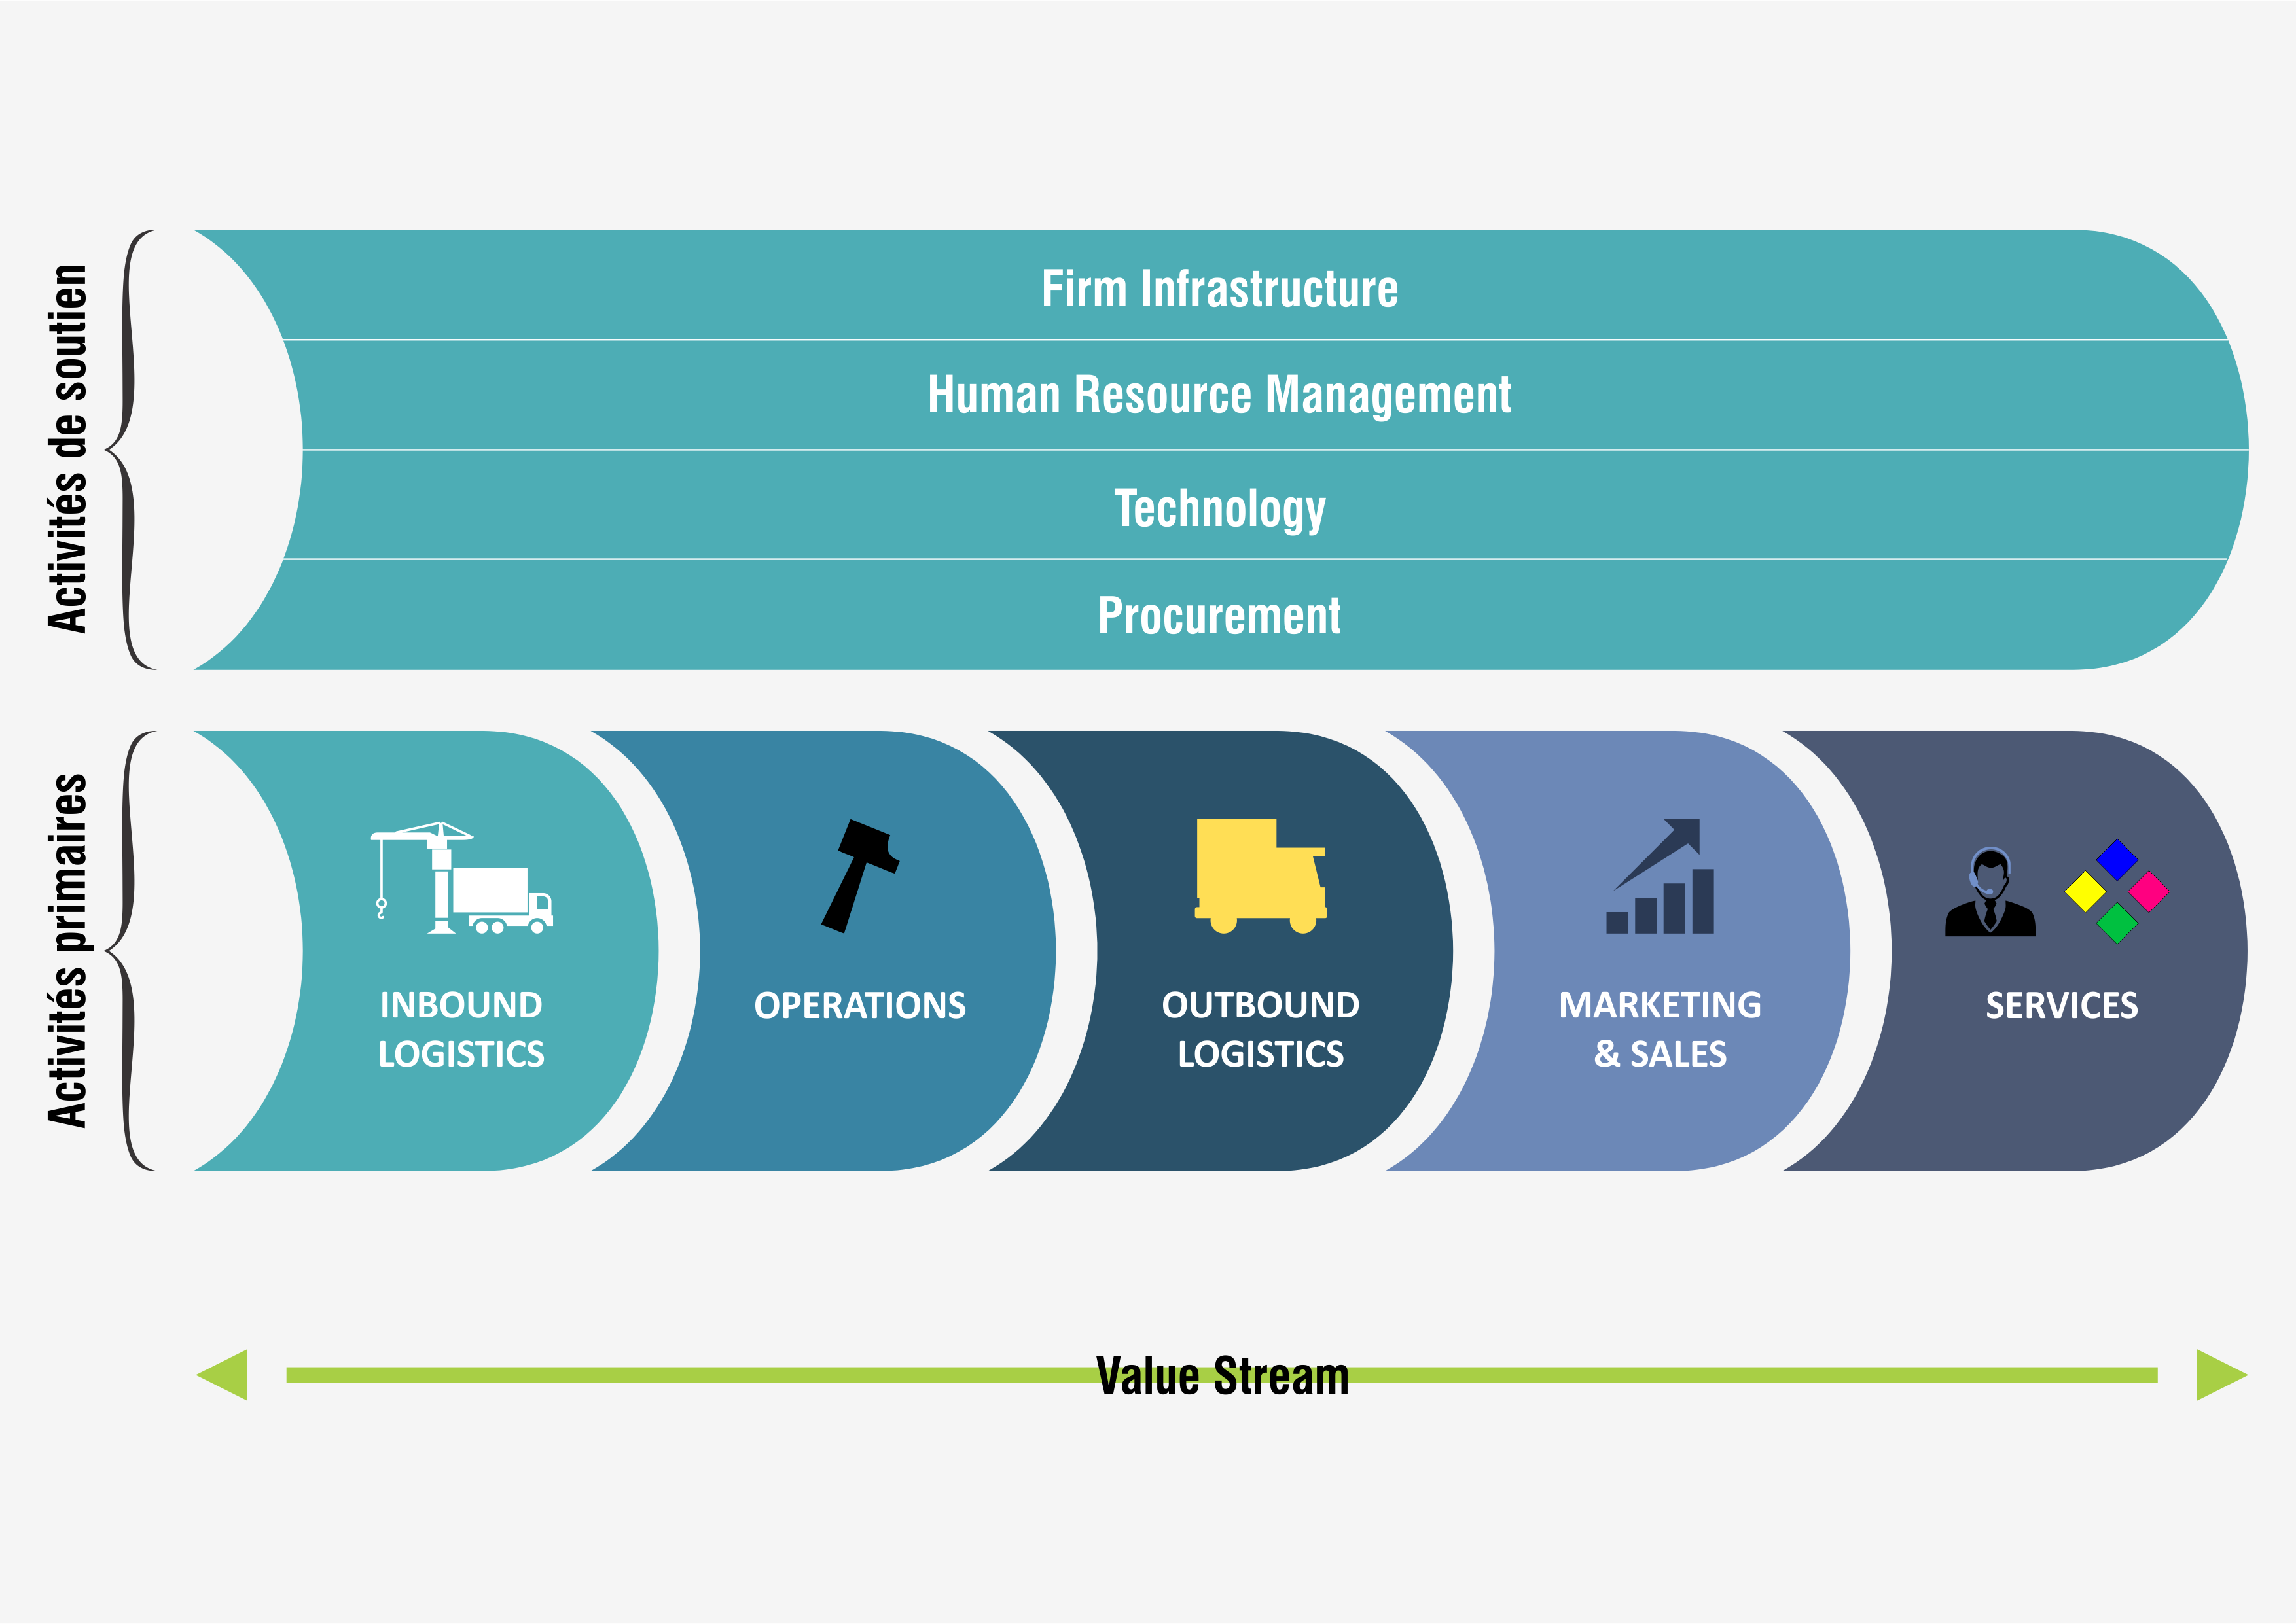 Activités de soutien
Firm Infrastructure
Human Resource Management
Technology
Procurement
Activités primaires
INBOUND
LOGISTICS
OPERATIONS
OUTBOUND
LOGISTICS
MARKETING
& SALES
SERVICES
Value Stream